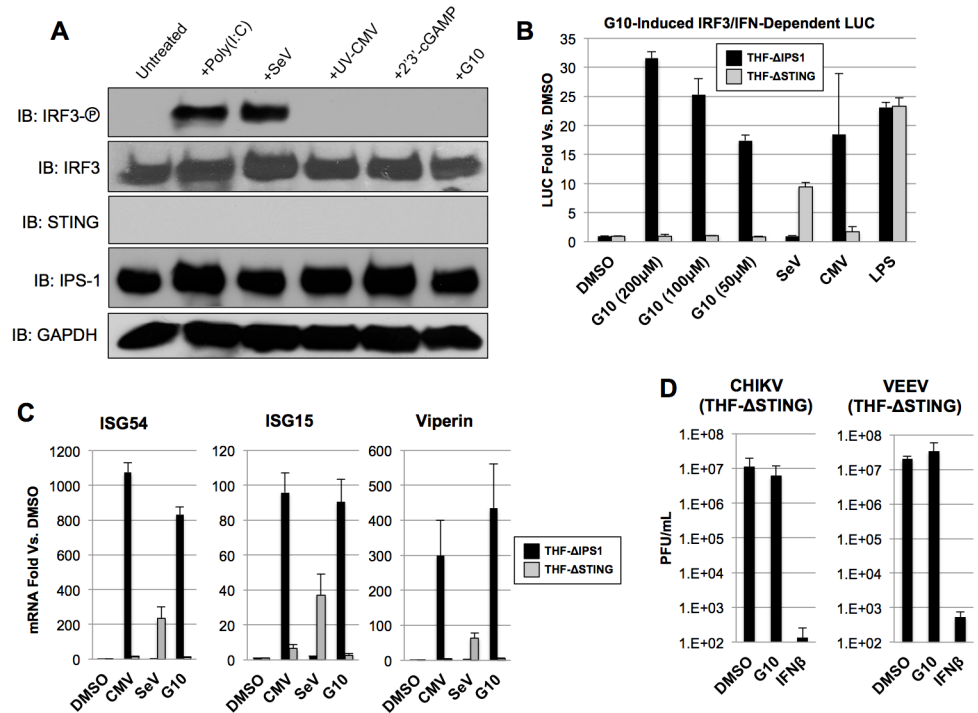 A
Untreated
+Poly(I:C)
+SeV
+UV-CMV
+2'3'-cGAMP
+G10
IB: IRF3-Ⓟ
IB: IRF3
IB: STING
IB: IPS-1
IB: GAPDH
B
G10-Induced IRF3/IFN-Dependent LUC
LUC Fold Vs. DMSO
35
30
25
20
15
10
5
0
THF-ΔIPS1
THF-ΔSTING
DMSO
G10 (200µM)
G10 (100µM)
G10 (50µM)
SeV
CMV
LPS
C
mRNA Fold Vs. DMSO
ISG54
1200
1000
800
600
400
200
0
DMSO
CMV
SeV
G10
ISG15
120
100
80
60
40
20
0
DMSO
CMV
SeV
G10
Viperin
600
500
400
300
200
100
0
DMSO
CMV
SeV
G10
THF-ΔIPS1
THF-ΔSTING
D
PFU/mL
CHIKV
(THF-ΔSTING)
1.E+08
1.E+07
1.E+06
1.E+05
1.E+04
1.E+03
1.E+02
DMSO
G10
IFNβ
VEEV
(THF-ΔSTING)
1.E+08
1.E+07
1.E+06
1.E+05
1.E+04
1.E+03
1.E+02
DMSO
G10
IFNβ